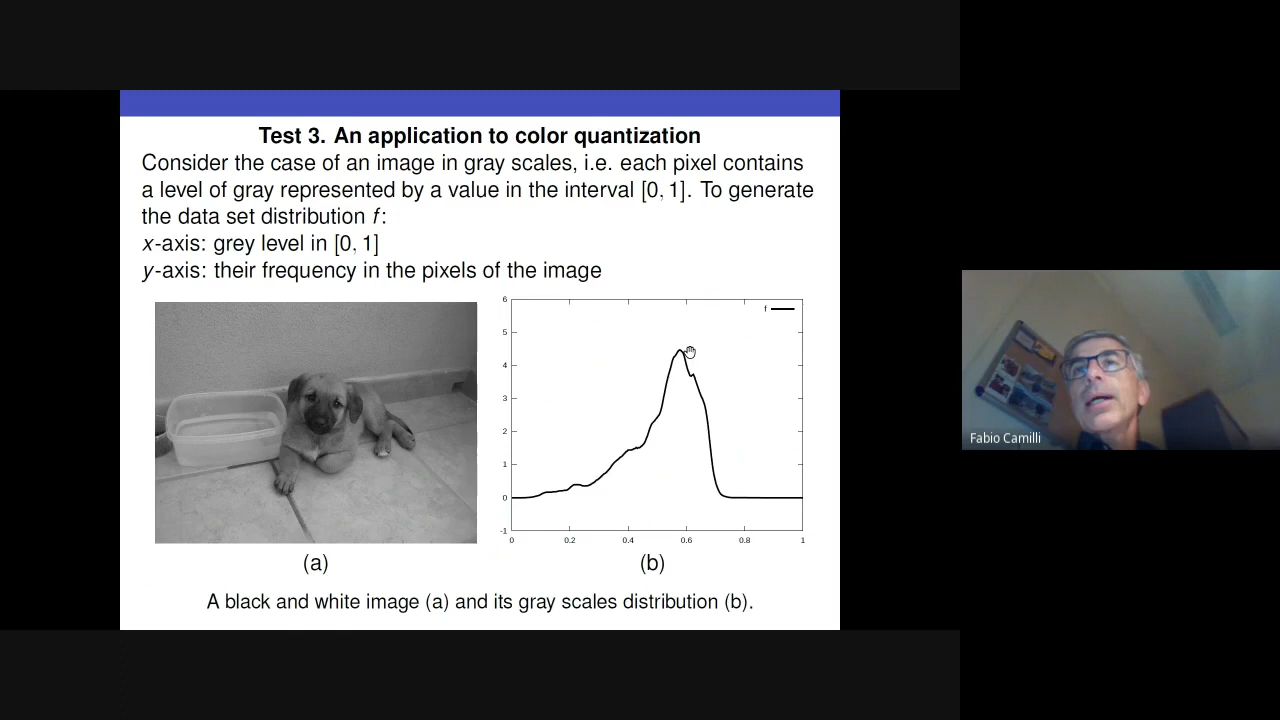 Test 3. An application to color quantization
Consider the case of an image in gray scales, i.e. each pixel contains
a level of gray represented by a value in the interval [0, 1]. To generate
the data set distribution f:
x-axis: grey level in [0, 1]
y-axis: their frequency in the pixels of the image
6
f
5
4
3
2
1
0
-1
0 0.2 0.4 0.6 0.8 1
(a) (b)
A black and white image (a) and its gray scales distribution (b).
Fabio Camilli